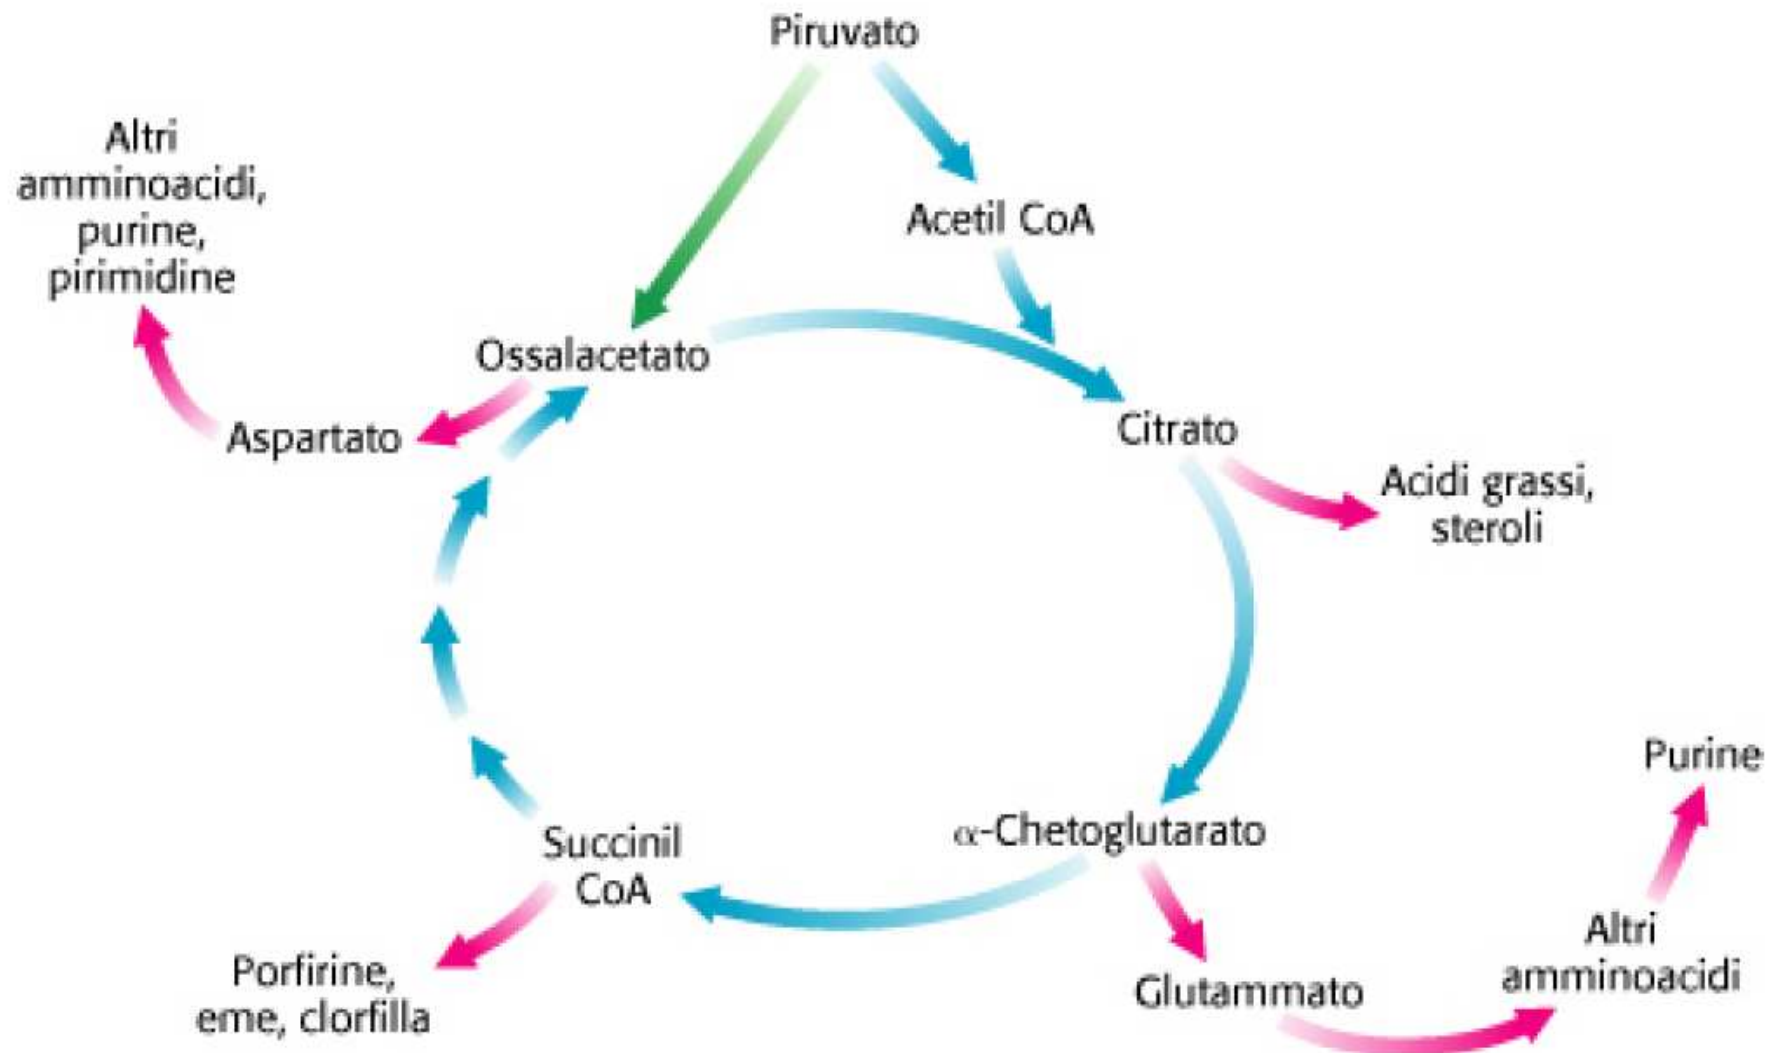 Piruvato
Altri
amminoacidi,
purine,
pirimidine
Acetil CoA
Ossalacetato
Aspartato
Citrato
Acidi grassi,
steroli
Purine
α-Chetoglutarato
Succinil
CoA
Altri
amminoacidi
Glutammato
Porfirine,
eme, clorfilla